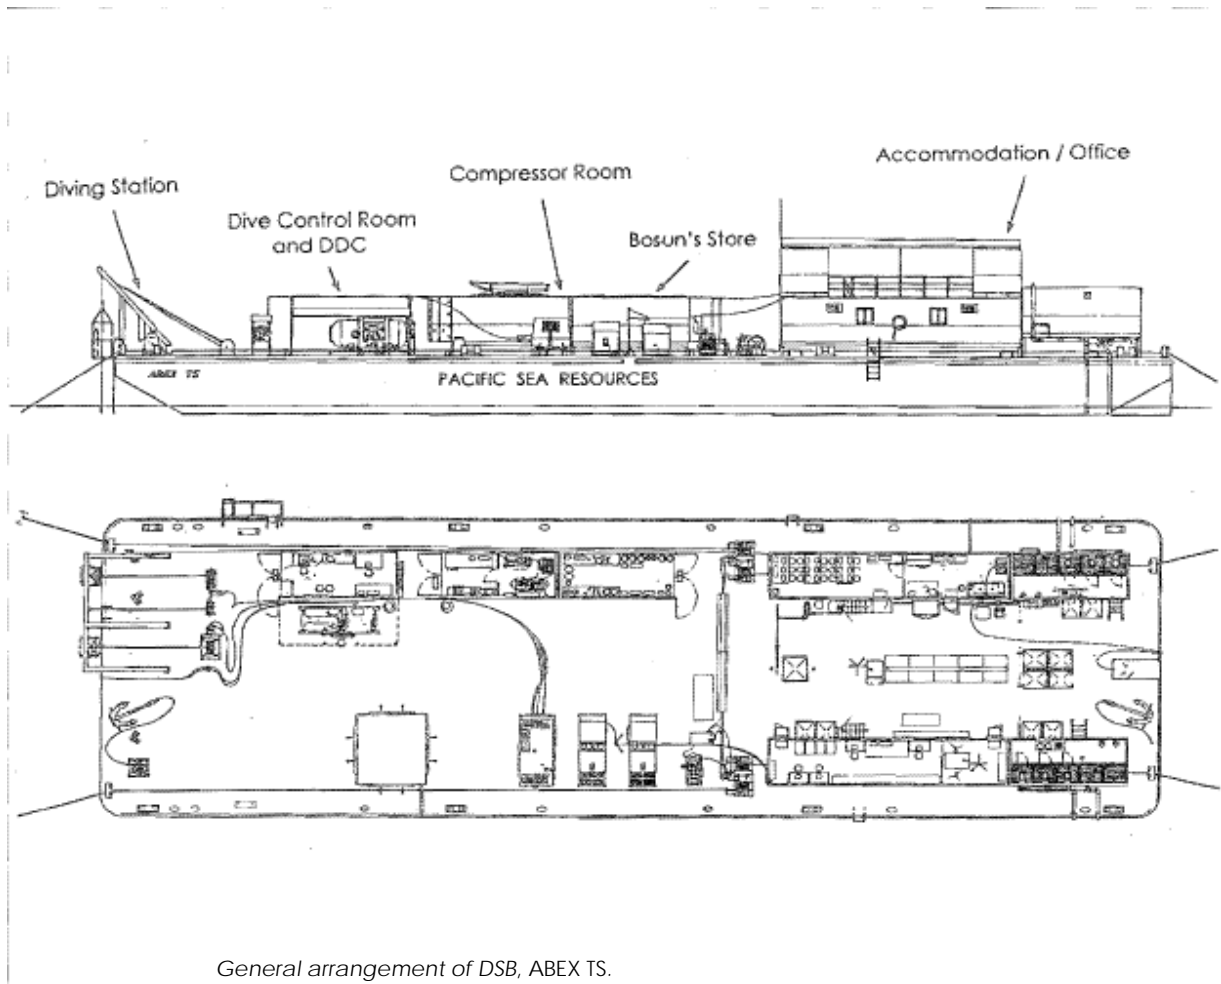 Accommodation / Office
Compressor Room
Diving Station
Dive Control Room
and DDC
Bosun's Store
ABEX TS
PACIFIC SEA RESOURCES
General arrangement of DSB, ABEX TS.